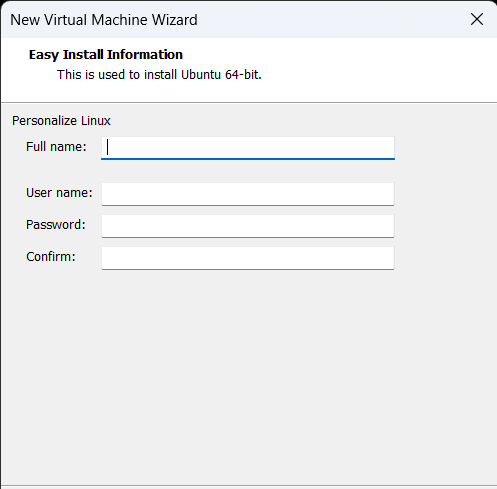 New Virtual Machine Wizard
Easy Install Information
This is used to install Ubuntu 64-bit.
Personalize Linux
Full name:
User name:
Password:
Confirm: